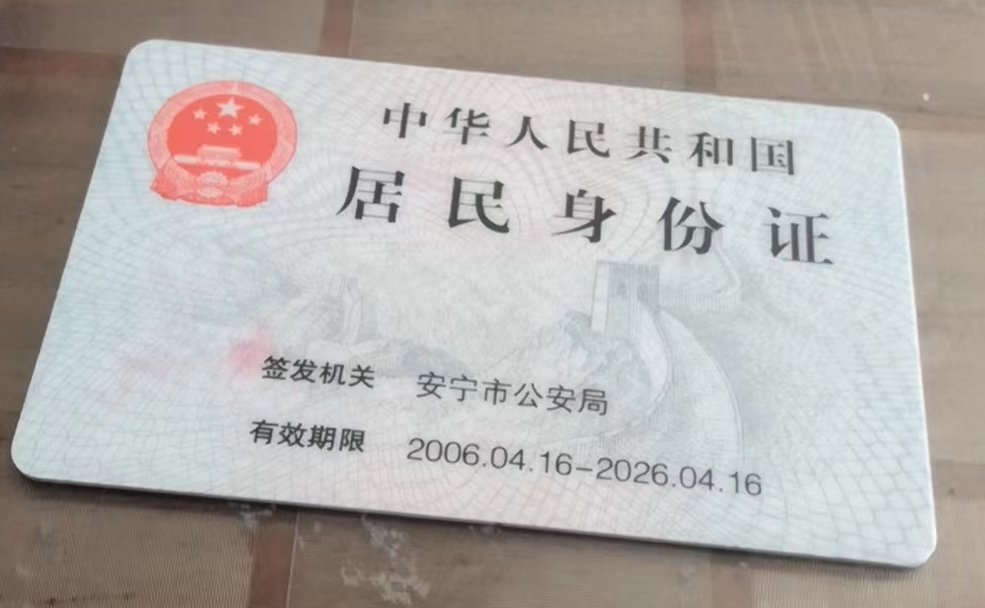 中华人民共和国
居民身份证
签发机关 安宁市公安局
有效期限 2006.04.16-2026.04.16